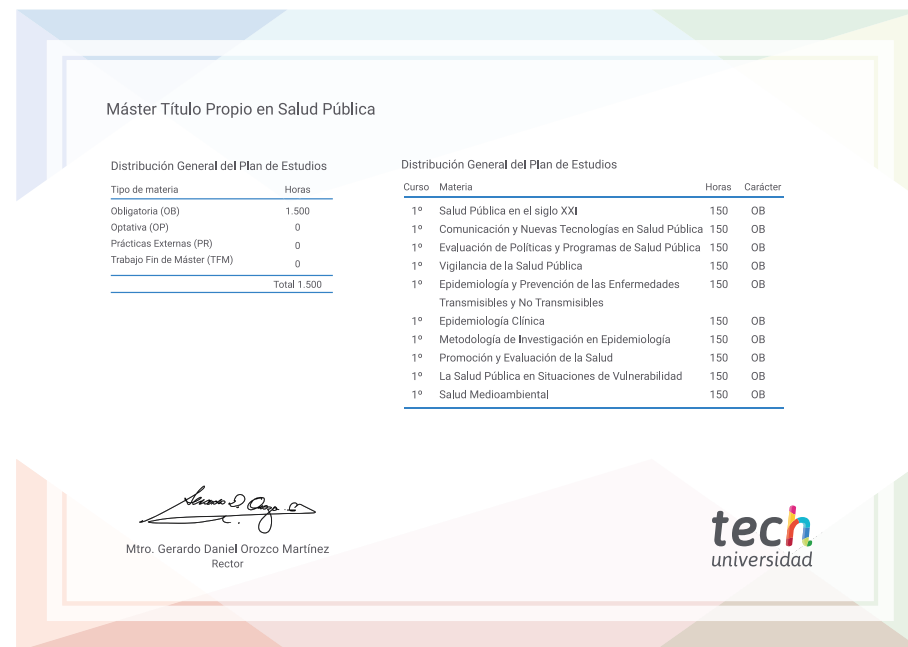 Máster Título Propio en Salud Pública
Distribución General del Plan de Estudios
Tipo de materia Horas
Obligatoria (OB) 1.500
Optativa (OP) 0
Prácticas Externas (PR) 0
Trabajo Fin de Máster (TFM) 0
Total 1.500
Distribución General del Plan de Estudios
Curso Materia Horas Carácter
1º Salud Pública en el siglo XXI 150 OB
1º Comunicación y Nuevas Tecnologías en Salud Pública 150 OB
1º Evaluación de Políticas y Programas de Salud Pública 150 OB
1º Vigilancia de la Salud Pública 150 OB
1º Epidemiología y Prevención de las Enfermedades 150 OB
Transmisibles y No Transmisibles
1º Epidemiología Clínica 150 OB
1º Metodología de Investigación en Epidemiología 150 OB
1º Promoción y Evaluación de la Salud 150 OB
1º La Salud Pública en Situaciones de Vulnerabilidad 150 OB
1º Salud Medioambiental 150 OB
Mtro. Gerardo Daniel Orozco Martínez
Rector
tech
universidad